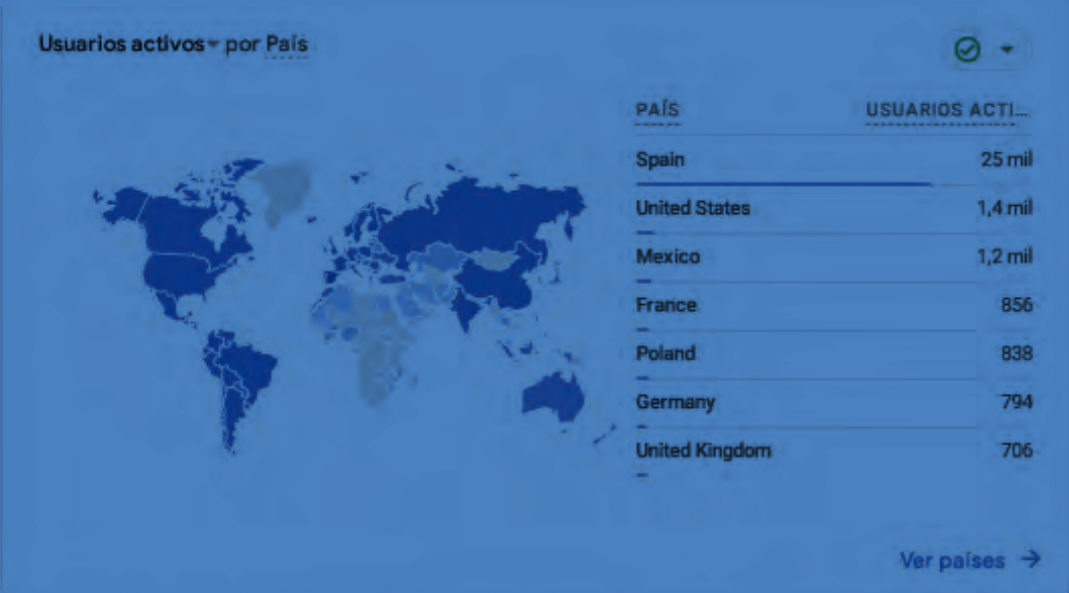 Usuarios activos por País
PAÍS USUARIOS ACTI...
Spain 25 mil
United States 1,4 mil
Mexico 1,2 mil
France 856
Poland 838
Germany 794
United Kingdom 706
Ver países →